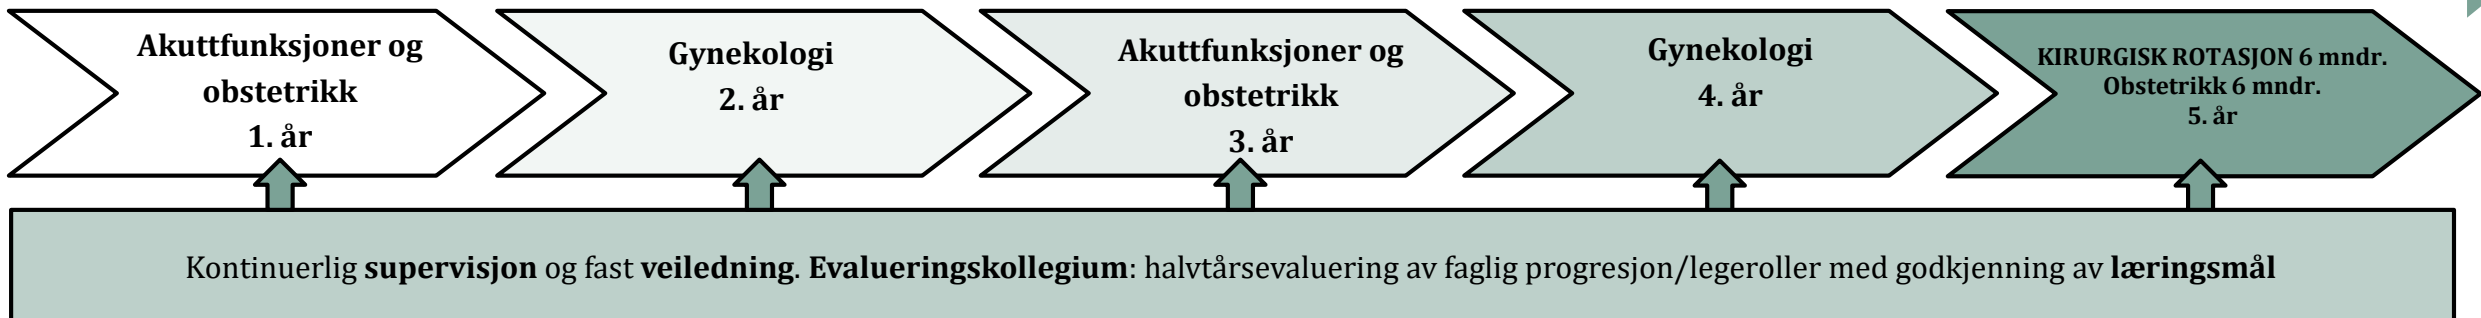 Akuttfunksjoner og
obstetrikk
1. år
Gynekologi
2. år
Akuttfunksjoner og
obstetrikk
3. år
Gynekologi
4. år
KIRURGISK ROTASJON 6 mndr.
Obstetrikk 6 mndr.
5. år
Kontinuerlig supervisjon og fast veiledning. Evalueringskollegium: halvtårsevaluering av faglig progresjon/legeroller med godkjenning av læringsmål